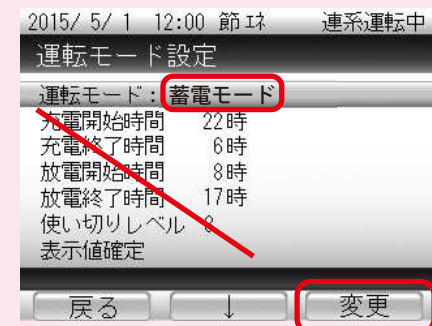 2015/ 5/ 1 12:00 節エネ 連系運転中
運転モード設定
運転モード：蓄電モード
充電開始時間 22時
充電終了時間 6時
放電開始時間 8時
放電終了時間 17時
使い切りレベル
表示値確定
戻る ↓ 変更